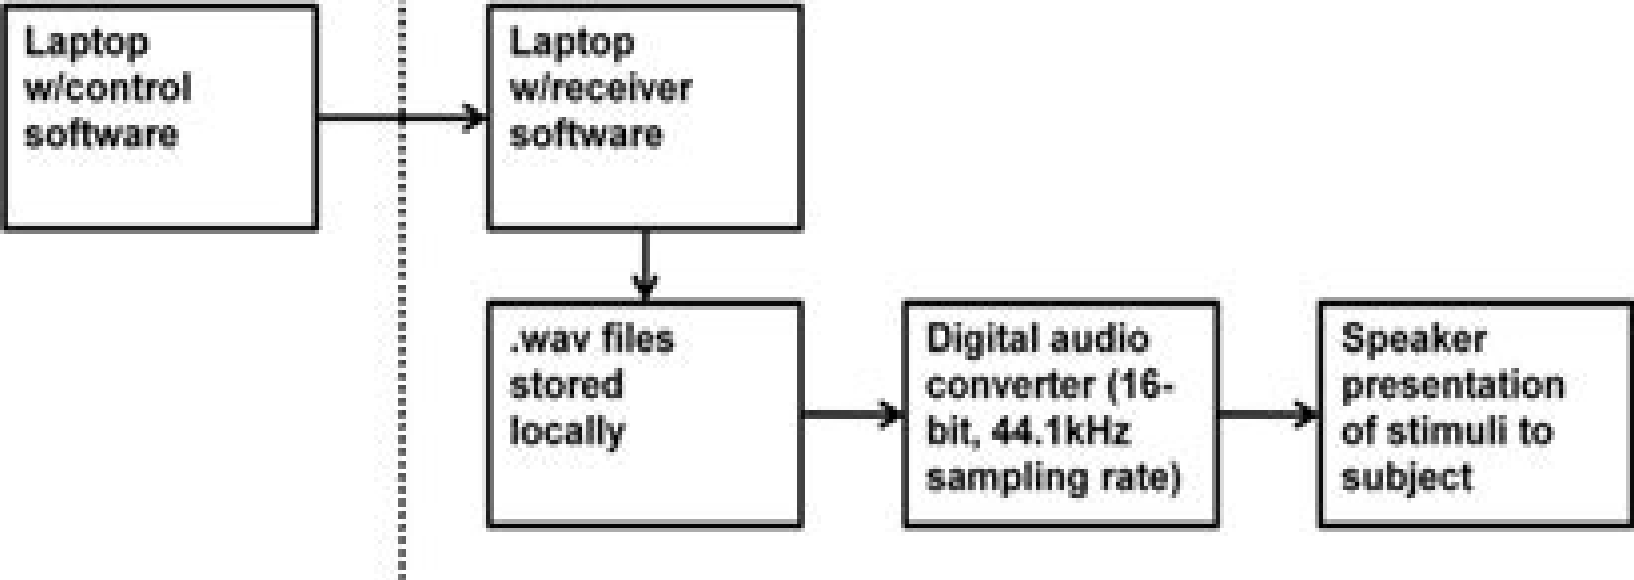 Laptop
w/control
software
Laptop
w/receiver
software
.wav files
stored
locally
Digital audio
converter (16-
bit, 44.1kHz
sampling rate)
Speaker
presentation
of stimuli to
subject